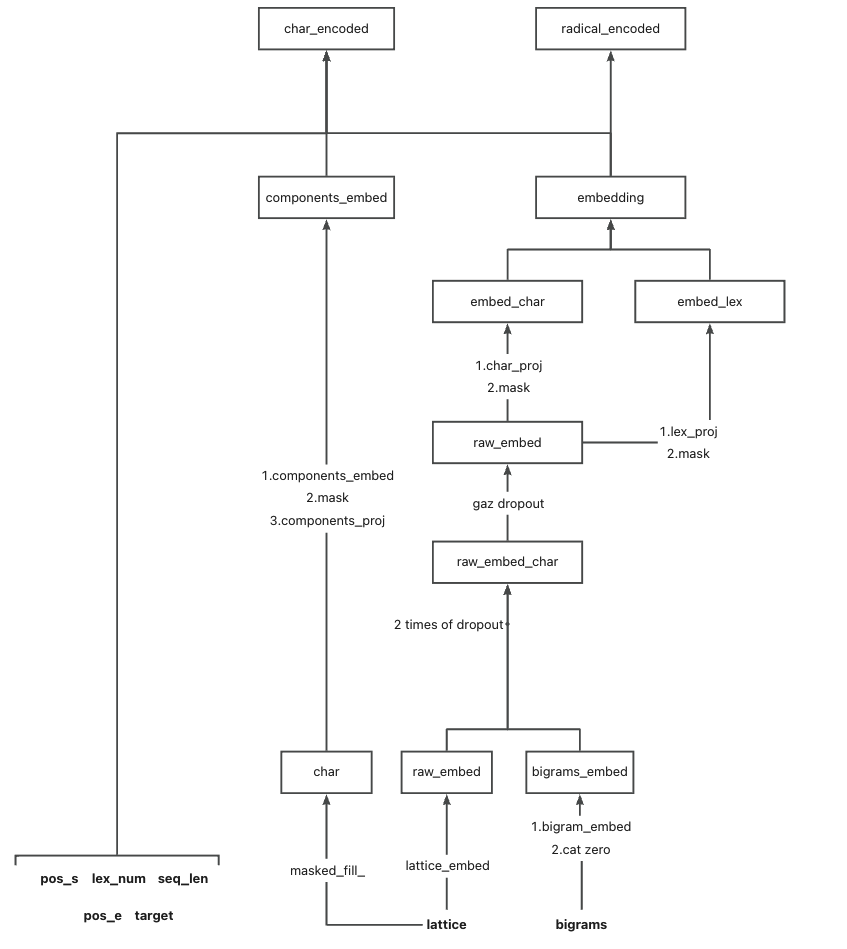 char_encoded
radical_encoded
components_embed
embedding
embed_char
embed_lex
1.char_proj
2.mask
raw_embed
1.lex_proj
2.mask
1.components_embed
2.mask
3.components_proj
gaz dropout
raw_embed_char
2 times of dropout
char
raw_embed
bigrams_embed
1.bigram_embed
2.cat zero
masked_fill_
lattice_embed
pos_s lex_num seq_len
pos_e target
lattice
bigrams